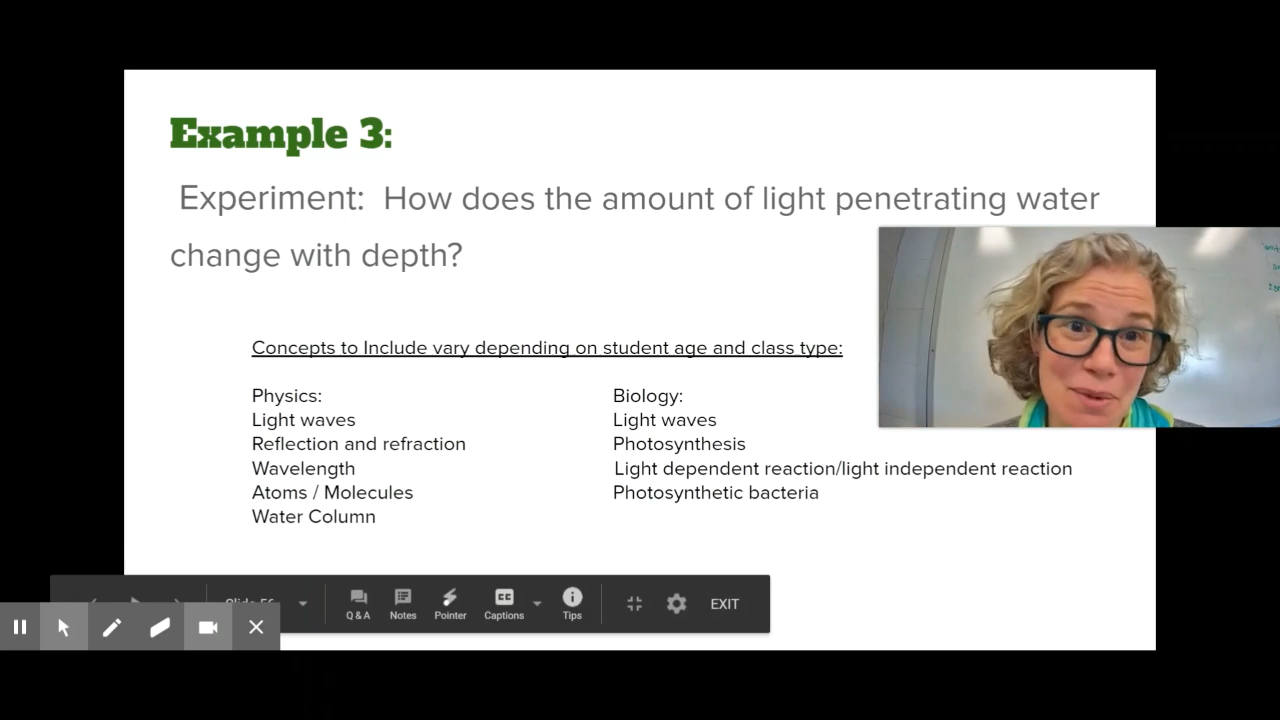 Example 3:
Experiment: How does the amount of light penetrating water
change with depth?
Concepts to Include vary depending on student age and class type:
Physics:
Light waves
Reflection and refraction
Wavelength
Atoms / Molecules
Water Column
Biology:
Light waves
Photosynthesis
Light dependent reaction/light independent reaction
Photosynthetic bacteria
Q & A
Notes
Pointer
CC
Captions
Tips
EXIT